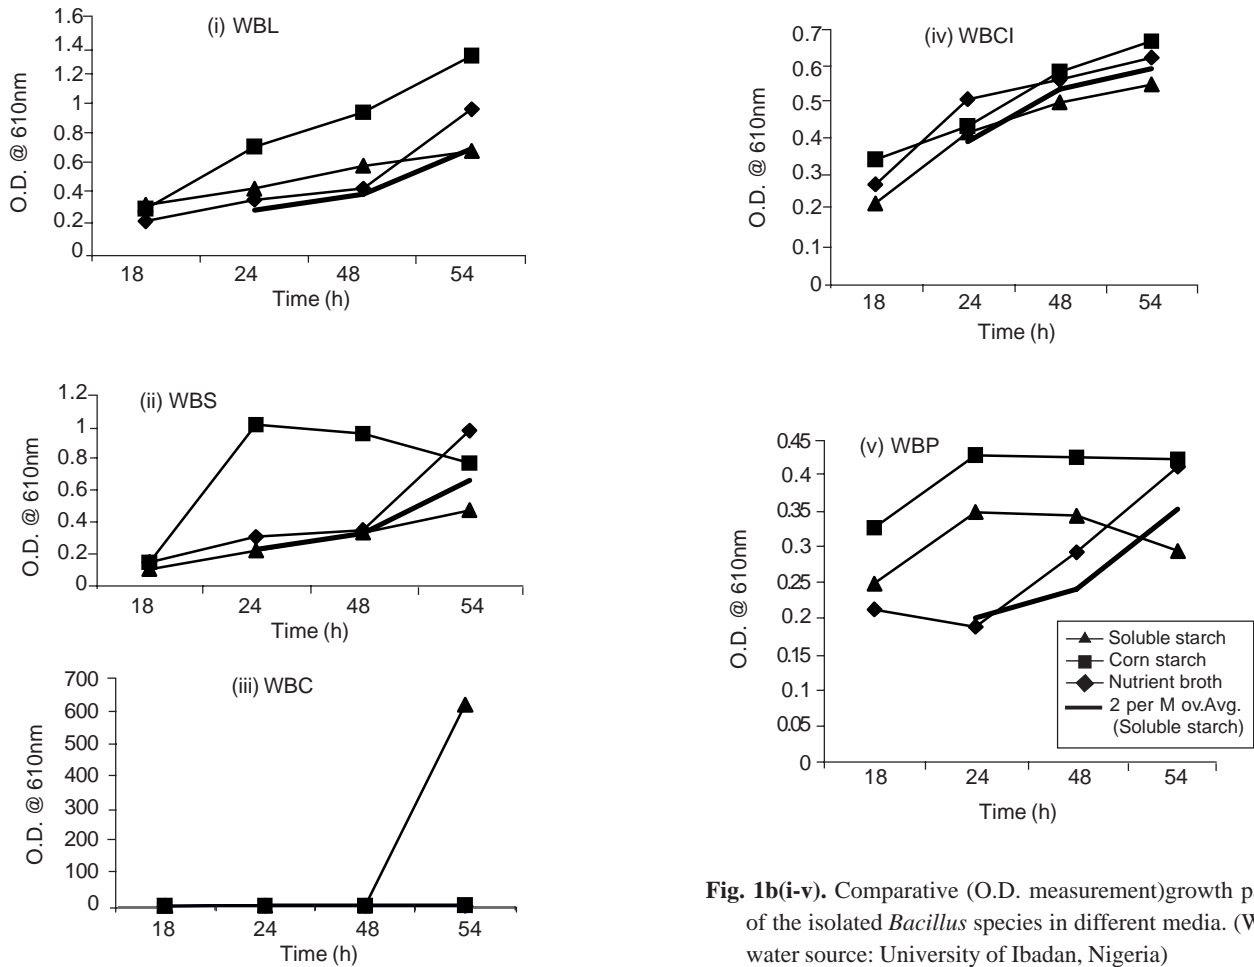 (i) WBL
1.6
1.4
1.2
1
0.8
0.6
0.4
0.2
0
O.D. @ 610nm
18 24 48 54
Time (h)
(ii) WBS
1.2
1
0.8
0.6
0.4
0.2
0
O.D. @ 610nm
18 24 48 54
Time (h)
(iii) WBC
700
600
500
400
300
200
100
0
O.D. @ 610nm
18 24 48 54
Time (h)
(iv) WBCI
0.7
0.6
0.5
0.4
0.3
0.2
0.1
0
O.D. @ 610nm
18 24 48 54
Time (h)
(v) WBP
0.45
0.4
0.35
0.3
0.25
0.2
0.15
0.1
0.05
0
O.D. @ 610nm
18 24 48 54
Time (h)
Soluble starch
Corn starch
Nutrient broth
2 per M ov.Avg.
(Soluble starch)
Fig. 1b(i-v). Comparative (O.D. measurement)growth
of the isolated Bacillus species in different media.
water source: University of Ibadan, Nigeria)